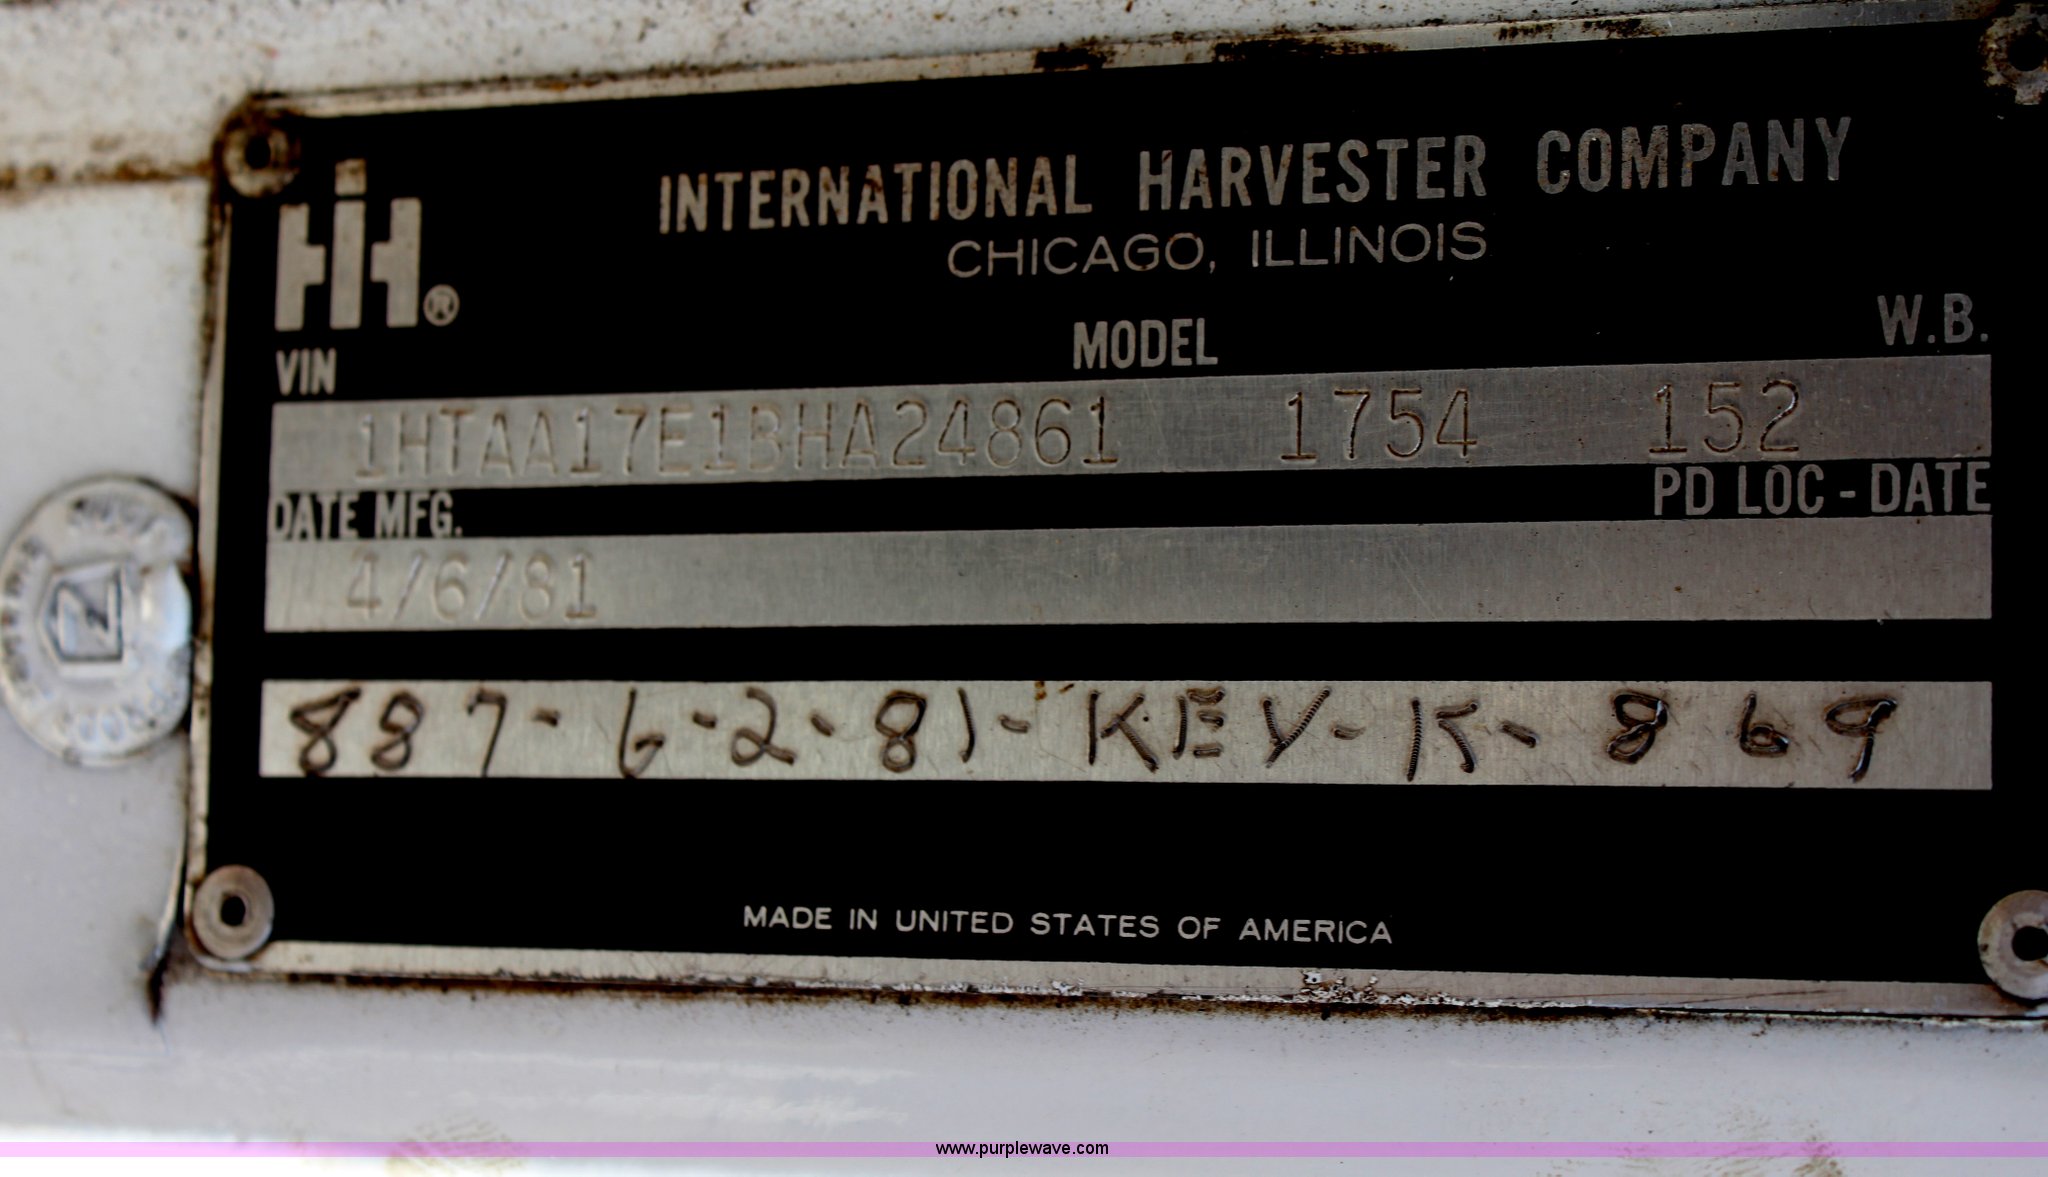 INTERNATIONAL HARVESTER COMPANY
CHICAGO, ILLINOIS
IH®
VIN MODEL W.B.
1HTAA17E1BHA24861 1754 152
DATE MFG. PD LOC - DATE
4/6/81
887-6-2-81-KEY-K-869
MADE IN UNITED STATES OF AMERICA
www.purplewave.com